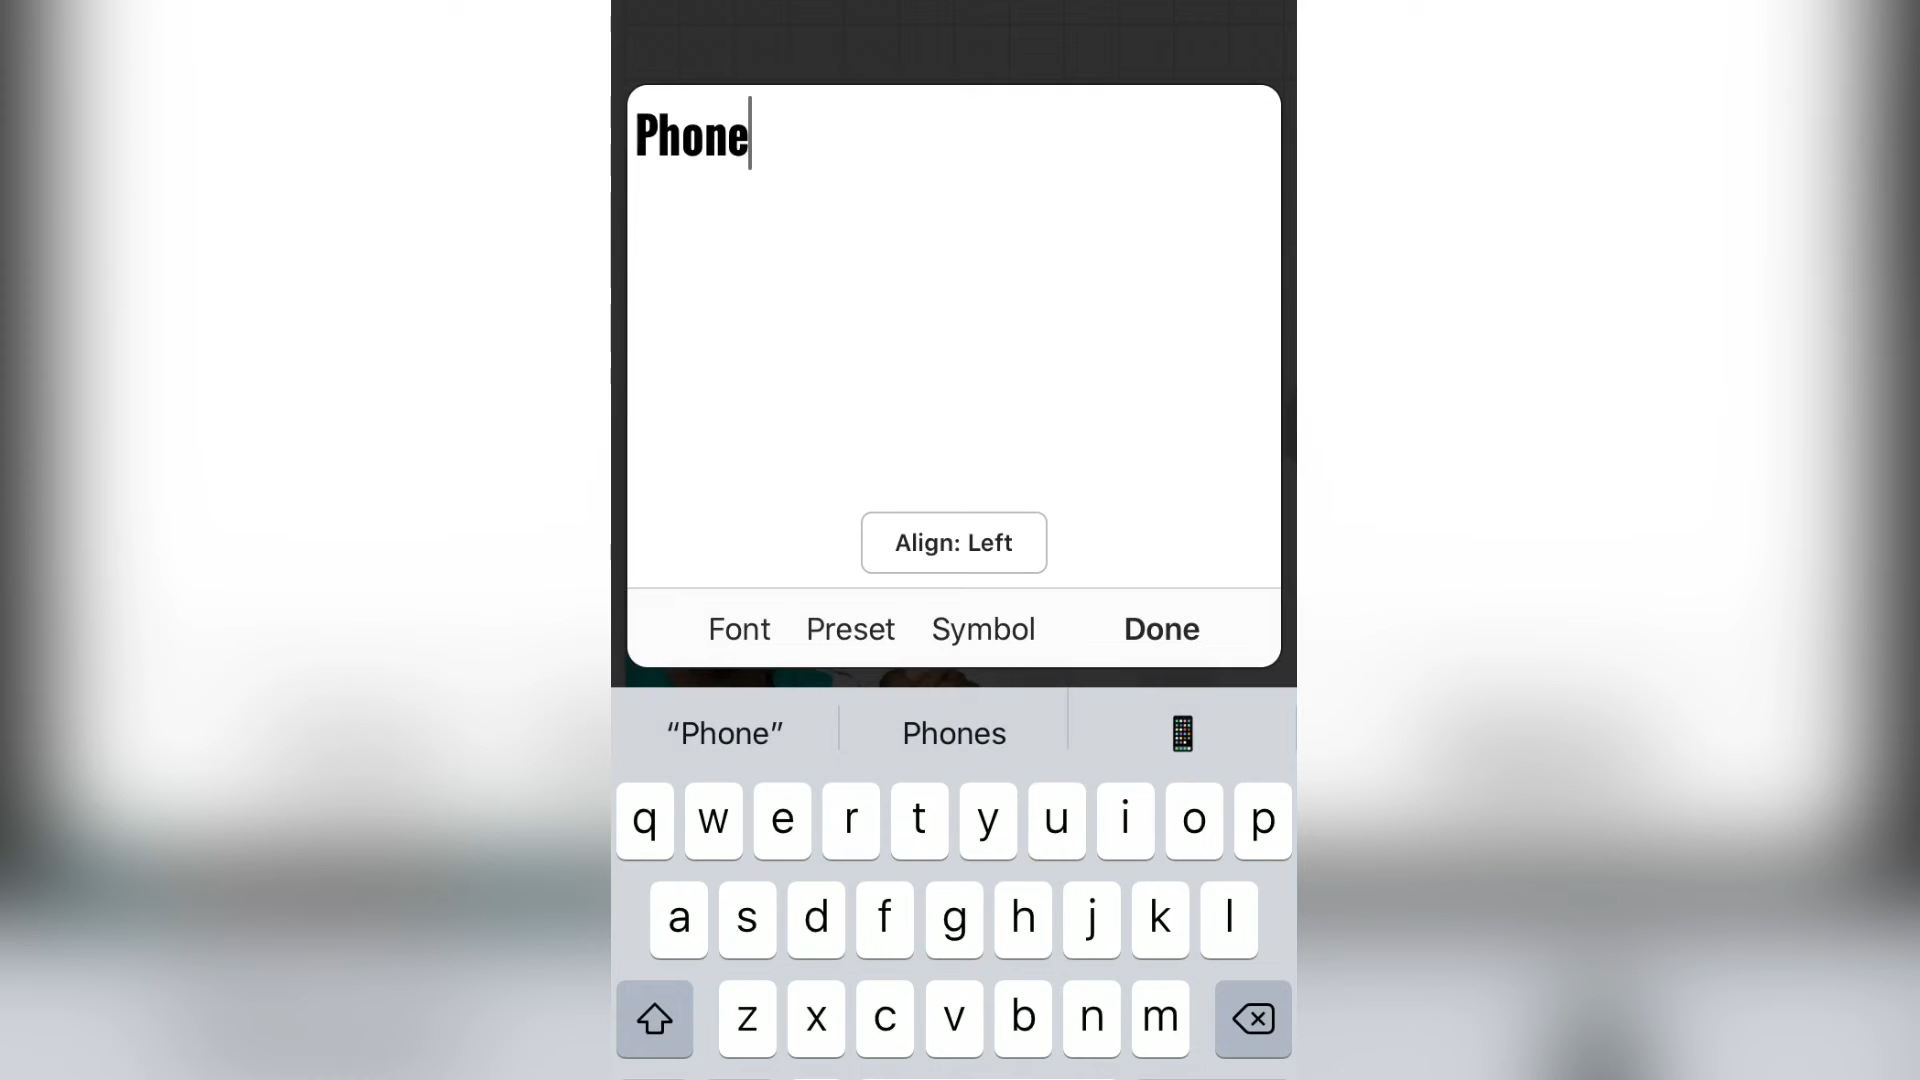 Phone
Align: Left
Font Preset Symbol Done
“Phone” Phones
q w e r t y u i o p
a s d f g h j k l
z x c v b n m